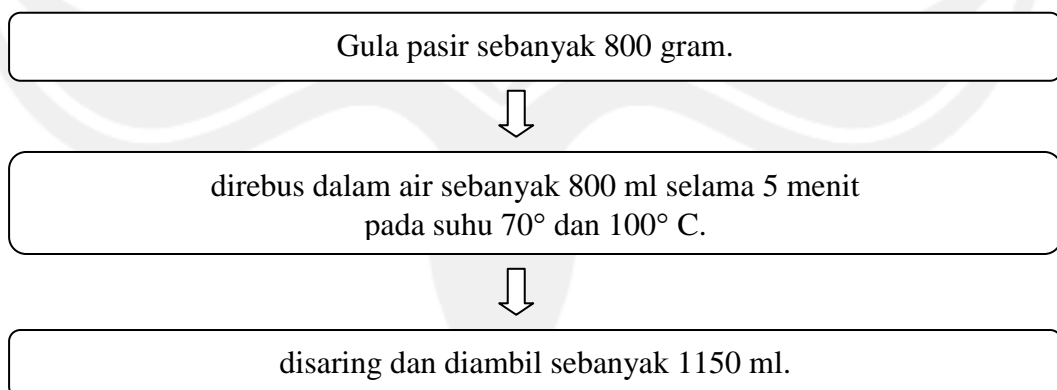 Gula pasir sebanyak 800 gram.
direbus dalam air sebanyak 800 ml selama 5 menit
pada suhu 70° dan 100° C.
disaring dan diambil sebanyak 1150 ml.